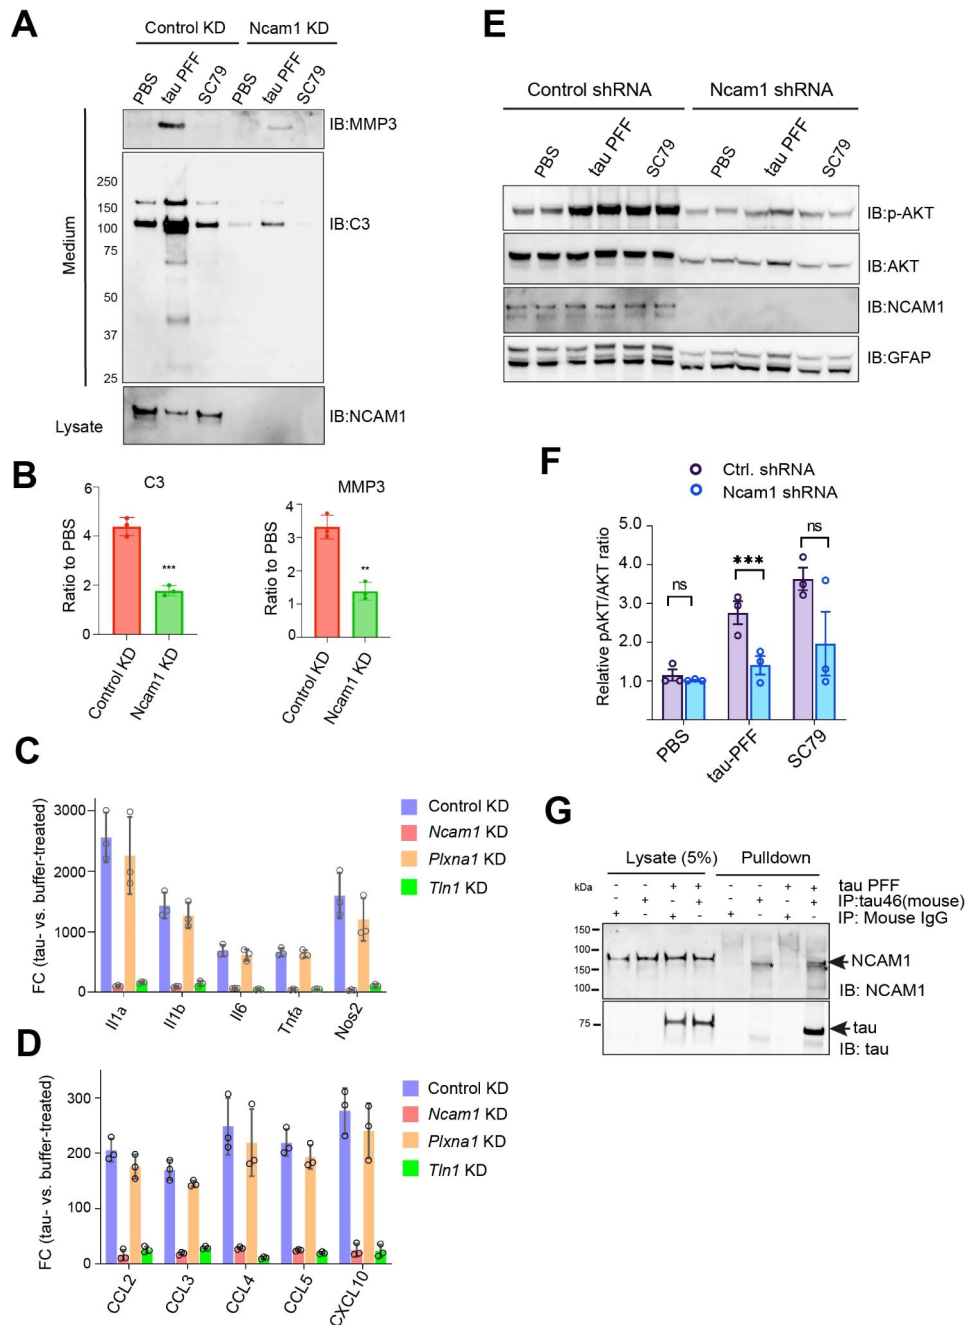 A
Control KD
Ncam1 KD
PBS
tau PFF
SC79
PBS
tau PFF
SC79
IB:MMP3
250
150
100
75
50
37
25
IB:C3
Medium
Lysate
IB:NCAM1
B
C3
Ratio to PBS
6
4
2
0
***
Control KD
Ncam1 KD
MMP3
Ratio to PBS
4
3
2
1
0
**
Control KD
Ncam1 KD
C
FC (tau- vs. buffer-treated)
3000
2000
1000
0
Il1a
Il1b
Il6
Tnfa
Nos2
Control KD
Ncam1 KD
Plxna1 KD
Tln1 KD
D
FC (tau- vs. buffer-treated)
300
200
100
0
CCL2
CCL3
CCL4
CCL5
CXCL10
Control KD
Ncam1 KD
Plxna1 KD
Tln1 KD
E
Control shRNA
Ncam1 shRNA
PBS
tau PFF
SC79
PBS
tau PFF
SC79
IB:p-AKT
IB:AKT
IB:NCAM1
IB:GFAP
F
Ctrl. shRNA
Ncam1 shRNA
Relative pAKT/AKT ratio
5.0
4.0
3.0
2.0
1.0
ns
***
ns
PBS
tau-PFF
SC79
G
Lysate (5%)
Pulldown
- - + + - - + + tau PFF
- + - + - + - + IP:tau46(mouse)
+ - + - + - + - IP: Mouse IgG
kDa
150
150
100
NCAM1
IB: NCAM1
75
tau
IB: tau